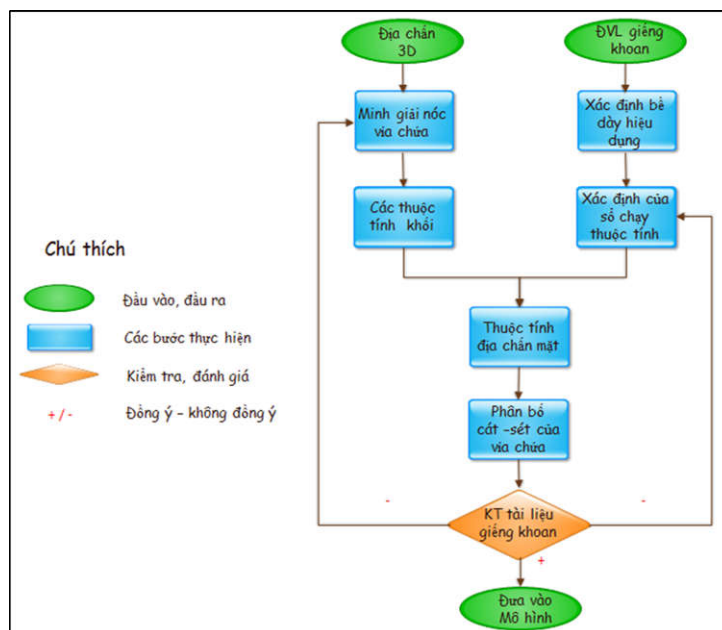 Địa chấn
3D
ĐVL giếng
khoan
Minh giải nóc
vỉa chứa
Xác định bề
dày hiệu
dụng
Các thuộc
tính khối
Xác định cửa
sổ chạy
thuộc tính
Chú thích
Đầu vào, đầu ra
Các bước thực hiện
Kiểm tra, đánh giá
+ / -
Đồng ý – không đồng ý
Thuộc tính
địa chấn mặt
Phân bố
cát –sét của
vỉa chứa
-
-
KT tài liệu
giếng khoan
+
Đưa vào
Mô hình